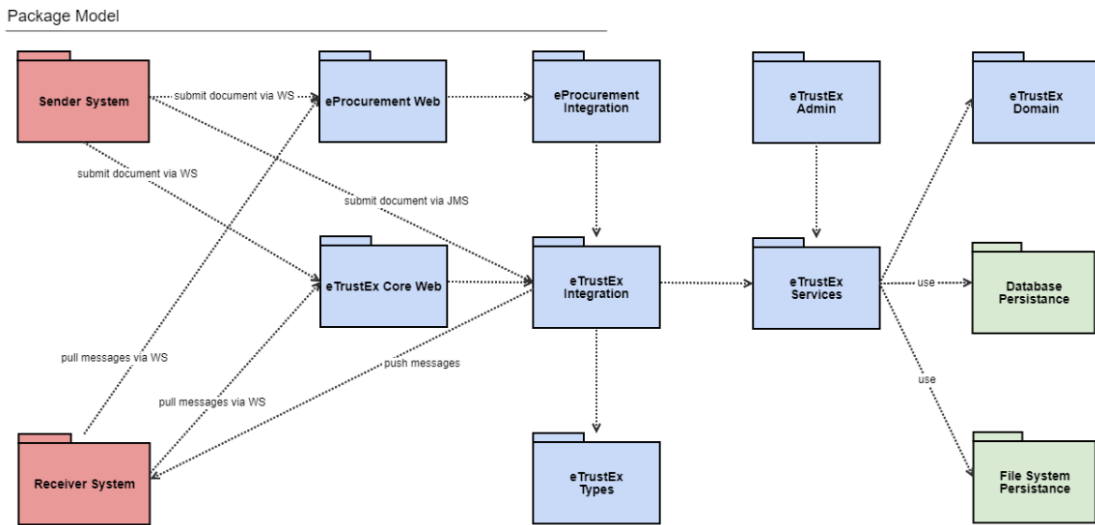 Package Model
Sender System
submit document via WS
eProcurement Web
eProcurement
Integration
eTrustEx
Admin
eTrustEx
Domain
submit document via WS
submit document via JMS
eTrustEx Core Web
eTrustEx
Integration
eTrustEx
Services
use
Database
Persistance
pull messages via WS
push messages
use
pull messages via WS
Receiver System
eTrustEx
Types
File System
Persistance